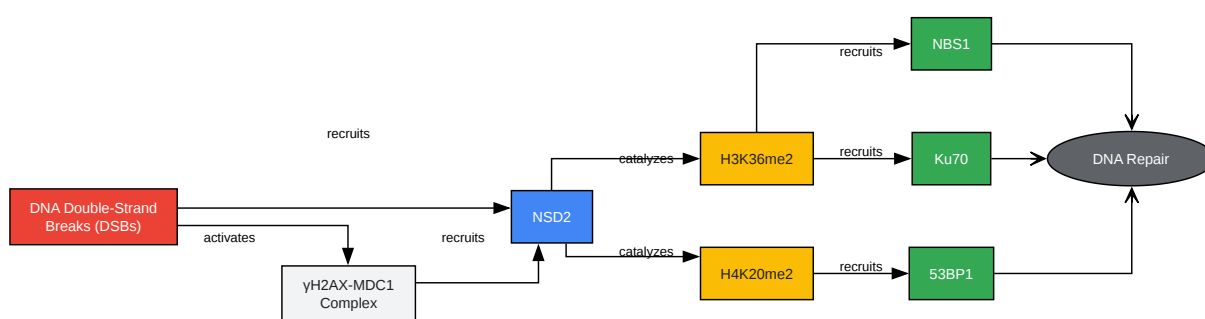 NBS1
recruits
recruits
catalyzes
H3K36me2
recruits
Ku70
DNA Repair
DNA Double-Strand
Breaks (DSBs)
NSD2
activates
recruits
catalyzes
H4K20me2
recruits
53BP1
γH2AX-MDC1
Complex